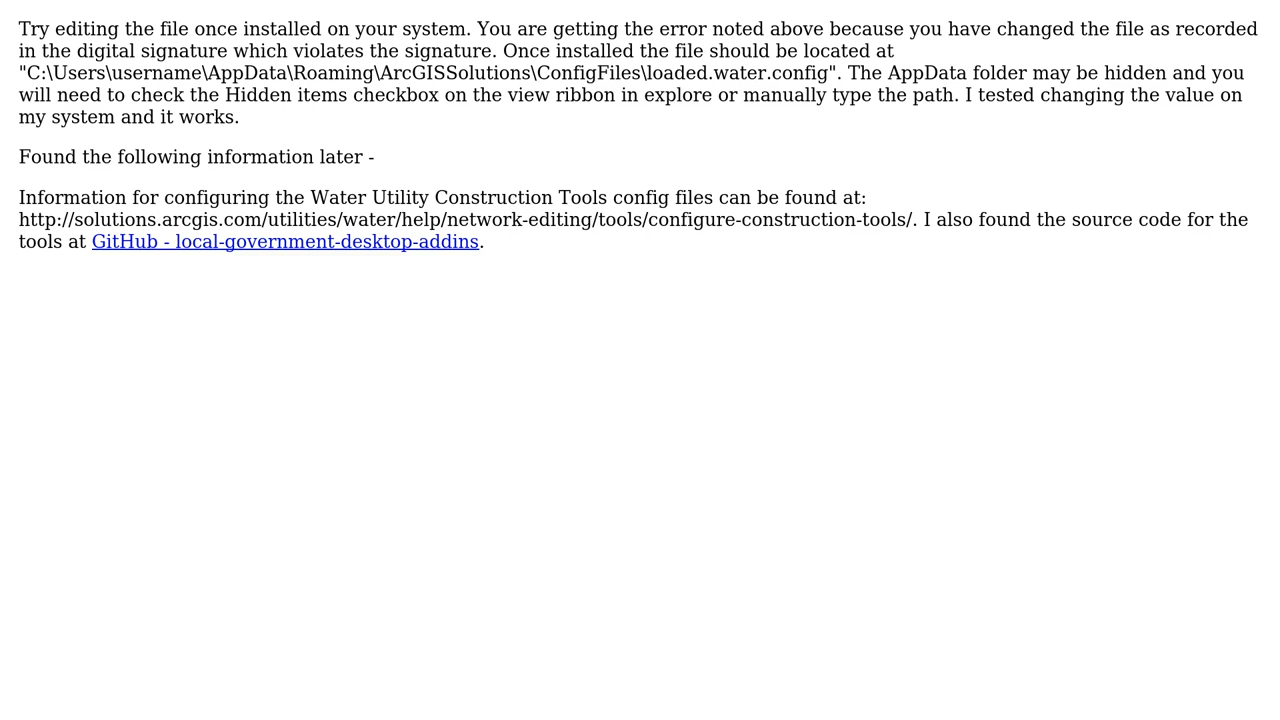 Try editing the file once installed on your system. You are getting the error noted above because you have changed the file as recorded
in the digital signature which violates the signature. Once installed the file should be located at
"C:\Users\username\AppData\Roaming\ArcGISSolutions\ConfigFiles\loaded.water.config". The AppData folder may be hidden and you
will need to check the Hidden items checkbox on the view ribbon in explore or manually type the path. I tested changing the value on
my system and it works.
Found the following information later -
Information for configuring the Water Utility Construction Tools config files can be found at:
http://solutions.arcgis.com/utilities/water/help/network-editing/tools/configure-construction-tools/. I also found the source code for the
tools at GitHub - local-government-desktop-addins.